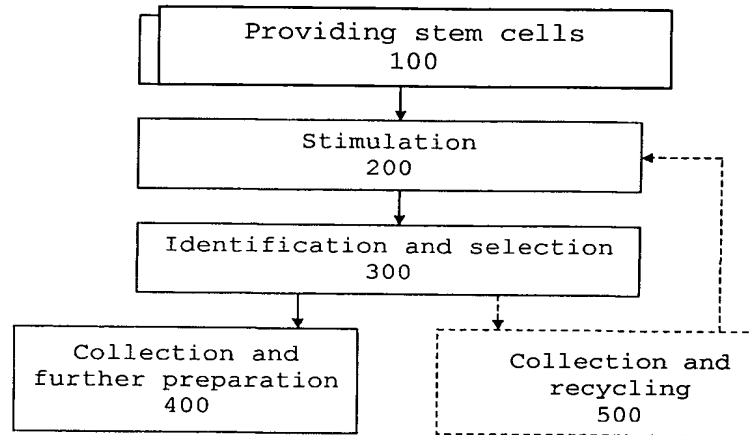 Providing stem cells
100
Stimulation
200
Identification and selection
300
Collection and
further preparation
400
Collection and
recycling
500